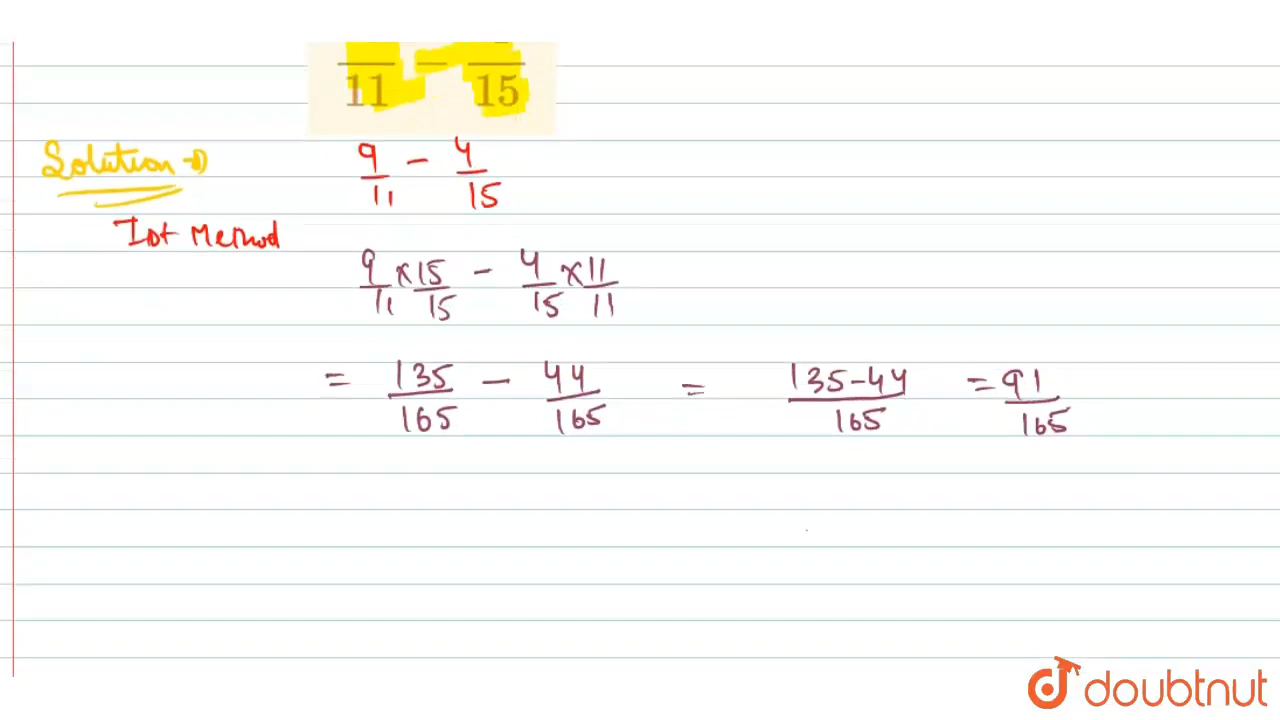 11 - 15
Solution →
9/11 - 4/15
Ist Method
9/11 × 15/15 - 4/15 × 11/11
= 135/165 - 44/165 = 135-44/165 = 91/165
doubtnut